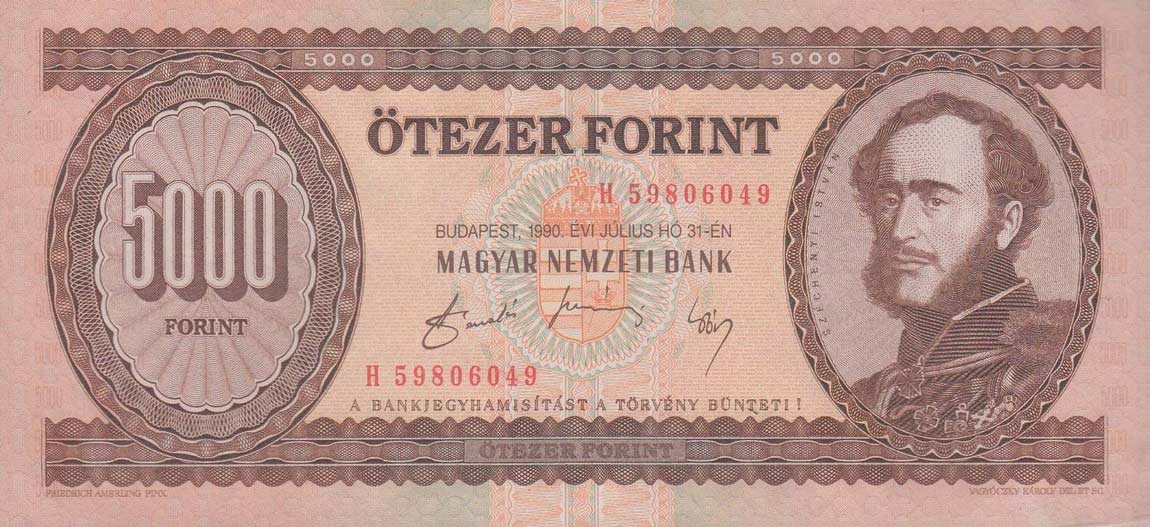 5000 5000
ÖTEZER FORINT
H 59806049
BUDAPEST, 1990. ÉVI JÚLIUS HÓ 31-ÉN
MAGYAR NEMZETI BANK
5000
FORINT
SZÉCHENYI ISTVÁN
H 59806049
A BANKJEGYHAMISÍTÁST A TÖRVÉNY BÜNTETI!
ÖTEZER FORINT
FRIEDRICH AMERLING PINX.
VAGYÓCZKY KÁROLY DEL. ET SC.